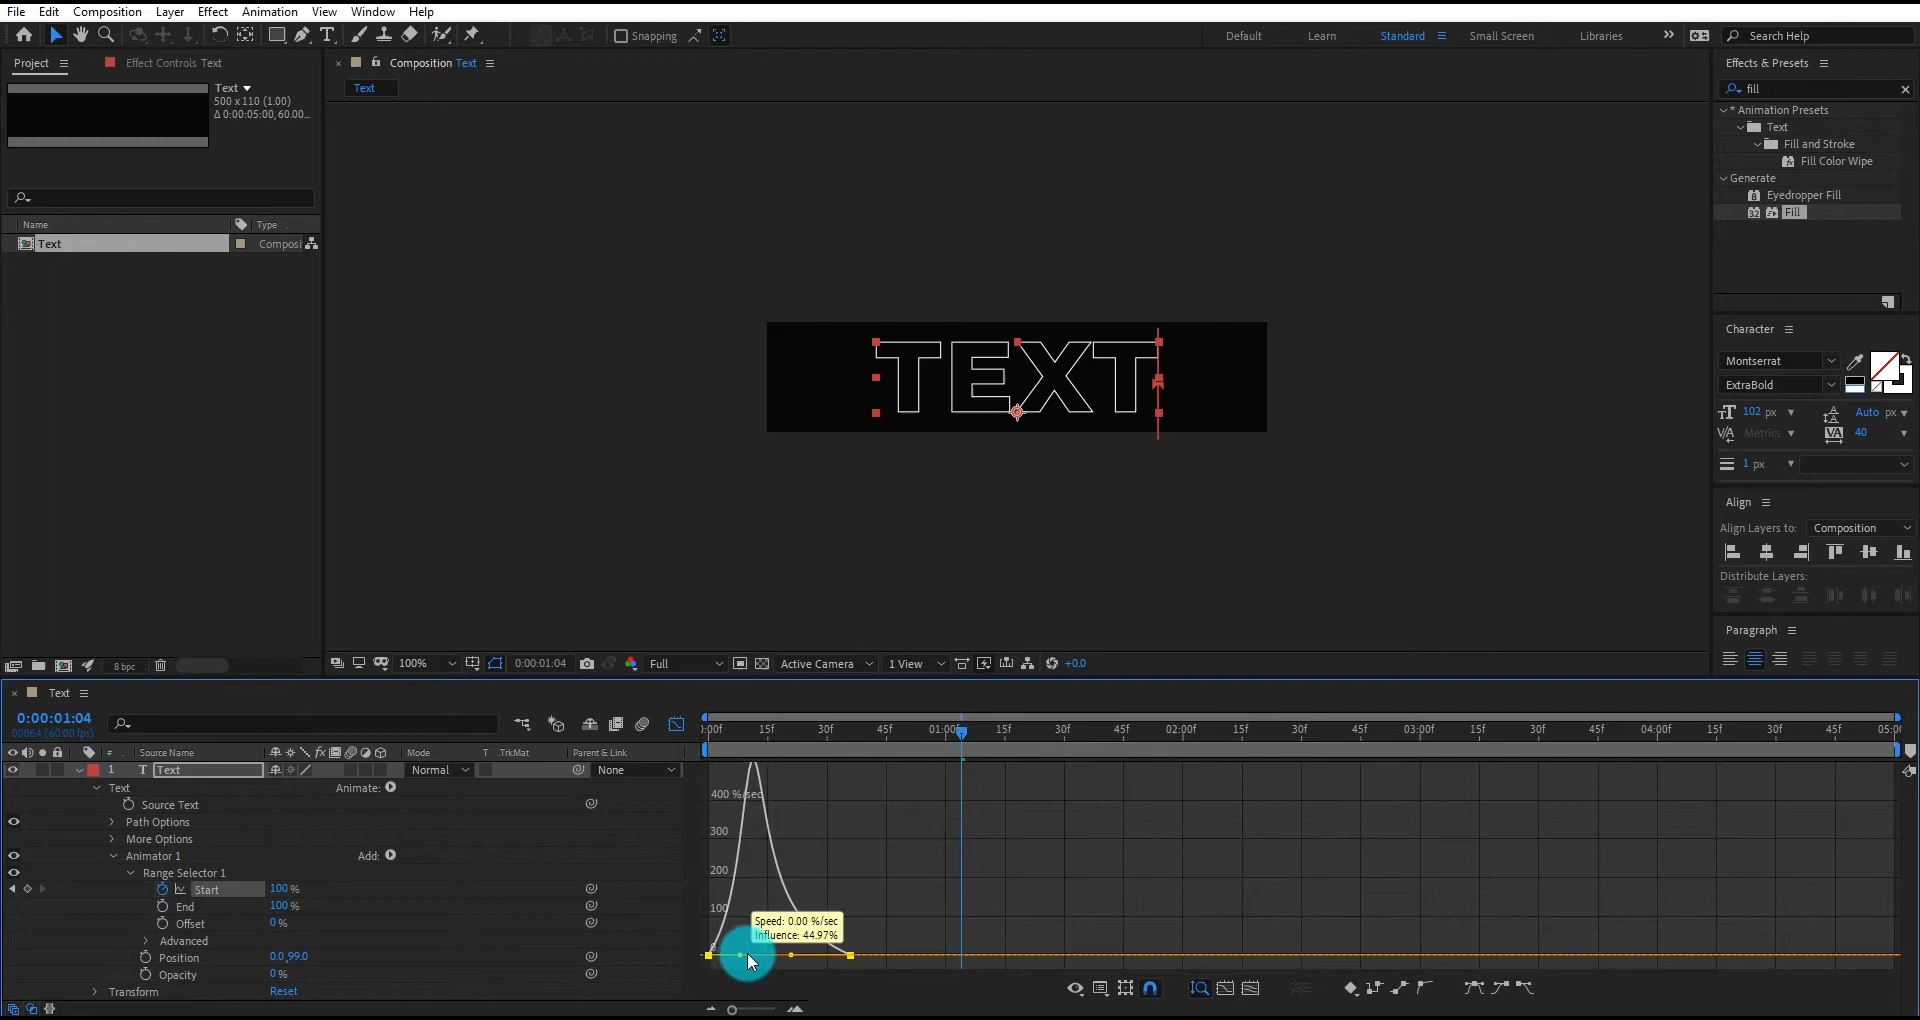 File Edit Composition Layer Effect Animation View Window Help
Snapping Default Learn Standard Small Screen Libraries Search Help
Project Effect Controls Text
Text
500 x 110 (1.00)
Δ 0:00:05:00, 60.00...
Name Type
Text Composi
8 bpc
Composition Text
Text
TEXT
100% 0:00:01:04 Full Active Camera 1 View +0.0
Effects & Presets
fill
* Animation Presets
Text
Fill and Stroke
Fill Color Wipe
Generate
Eyedropper Fill
Fill
Character
Montserrat
ExtraBold
102 px Auto px
Metrics 40
1 px
Align
Align Layers to: Composition
Distribute Layers:
Paragraph
Text
0:00:01:04
00064 (60.00 fps)
# Source Name Mode T .TrkMat Parent & Link
1 T Text Normal None
Text Animate:
Source Text
Path Options
More Options
Animator 1 Add:
Range Selector 1
Start 100 %
End 100 %
Offset 0 %
Advanced
Position 0.0 ,99.0
Opacity 0 %
Transform Reset
):00f 15f 30f 45f 01:00f 15f 30f 45f 02:00f 15f 30f 45f 03:00f 15f 30f 45f 04:00f 15f 30f 45f 05:00
400 %/sec
300
200
100
0
Speed: 0.00 %/sec
Influence: 44.97%